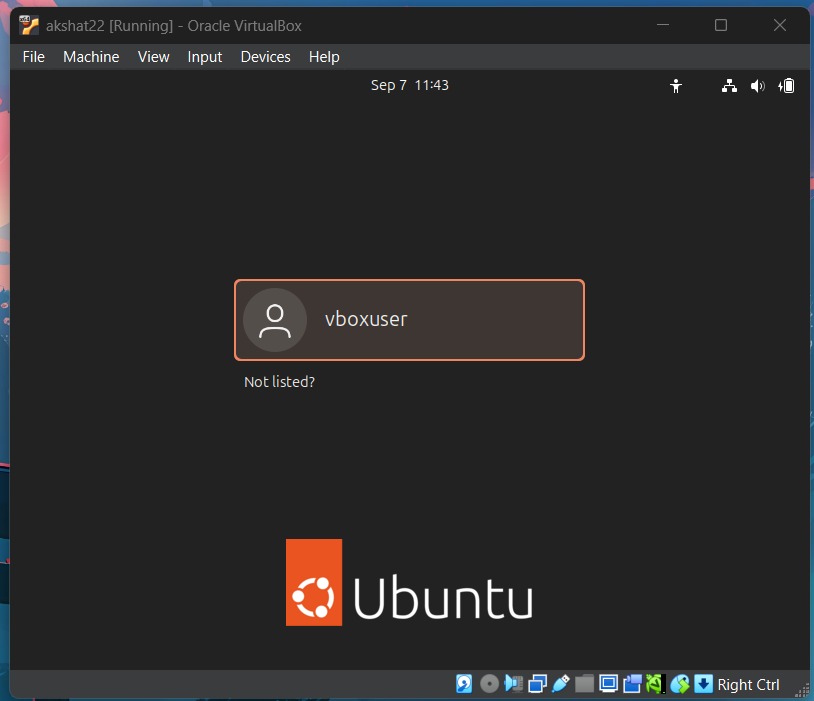 akshat22 [Running] - Oracle VirtualBox
File Machine View Input Devices Help
Sep 7 11:43
vboxuser
Not listed?
Ubuntu
Right Ctrl